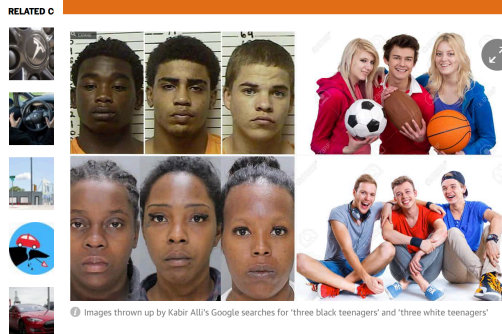 RELATED C
Images thrown up by Kabir Alli's Google searches for 'three black teenagers' and 'three white teenagers'